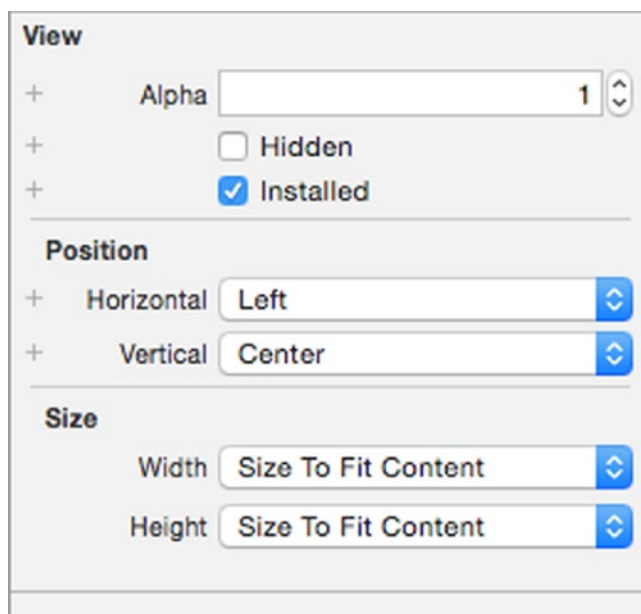 View
+ Alpha 1
+ Hidden
+ Installed
Position
+ Horizontal Left
+ Vertical Center
Size
Width Size To Fit Content
Height Size To Fit Content